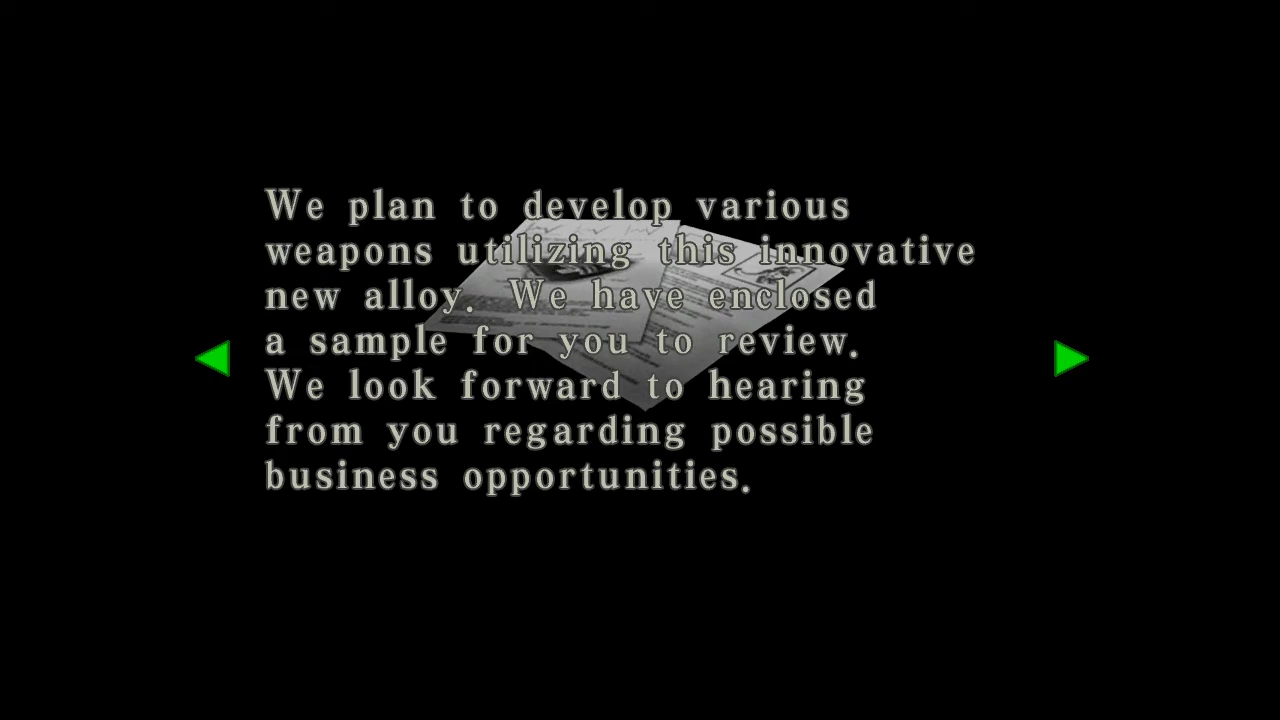 We plan to develop various
weapons utilizing this innovative
new alloy. We have enclosed
a sample for you to review.
We look forward to hearing
from you regarding possible
business opportunities.